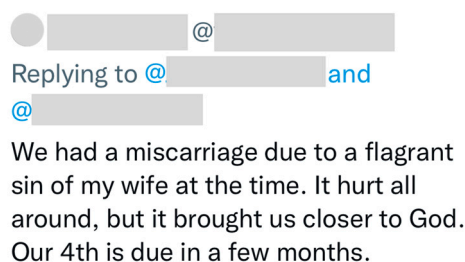 @
Replying to @ and
@
We had a miscarriage due to a flagrant
sin of my wife at the time. It hurt all
around, but it brought us closer to God.
Our 4th is due in a few months.